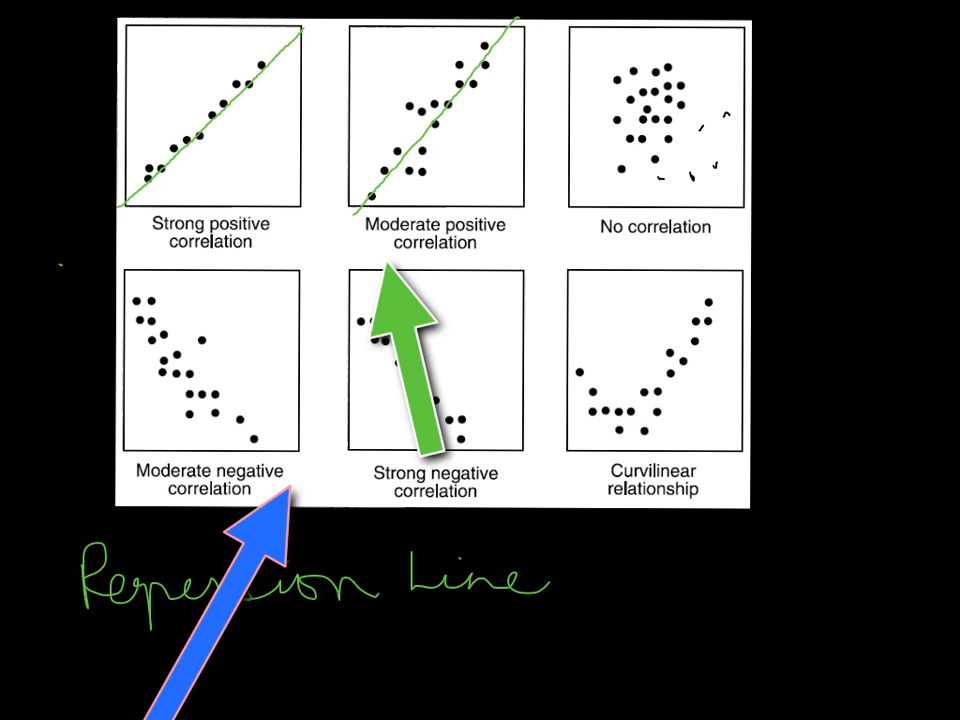 Strong positive
correlation
Moderate positive
correlation
No correlation
Moderate negative
correlation
Strong negative
correlation
Curvilinear
relationship
Regression Line